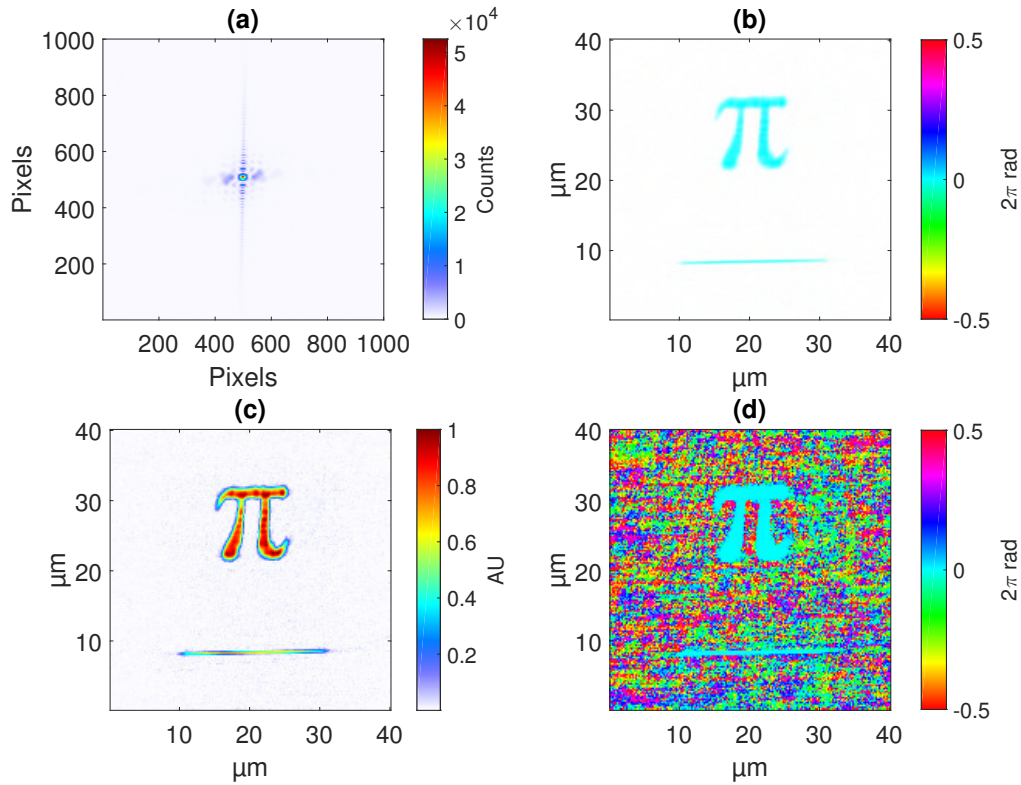 (a)
×10⁴
1000
800
600
400
200
Pixels
200 400 600 800 1000
Pixels
5
4
3
2
1
0
Counts
(b)
40
30
20
10
µm
10 20 30 40
µm
0.5
0
-0.5
2π rad
π
(c)
40
30
20
10
µm
10 20 30 40
µm
1
0.8
0.6
0.4
0.2
AU
π
(d)
40
30
20
10
µm
10 20 30 40
µm
0.5
0
-0.5
2π rad
π